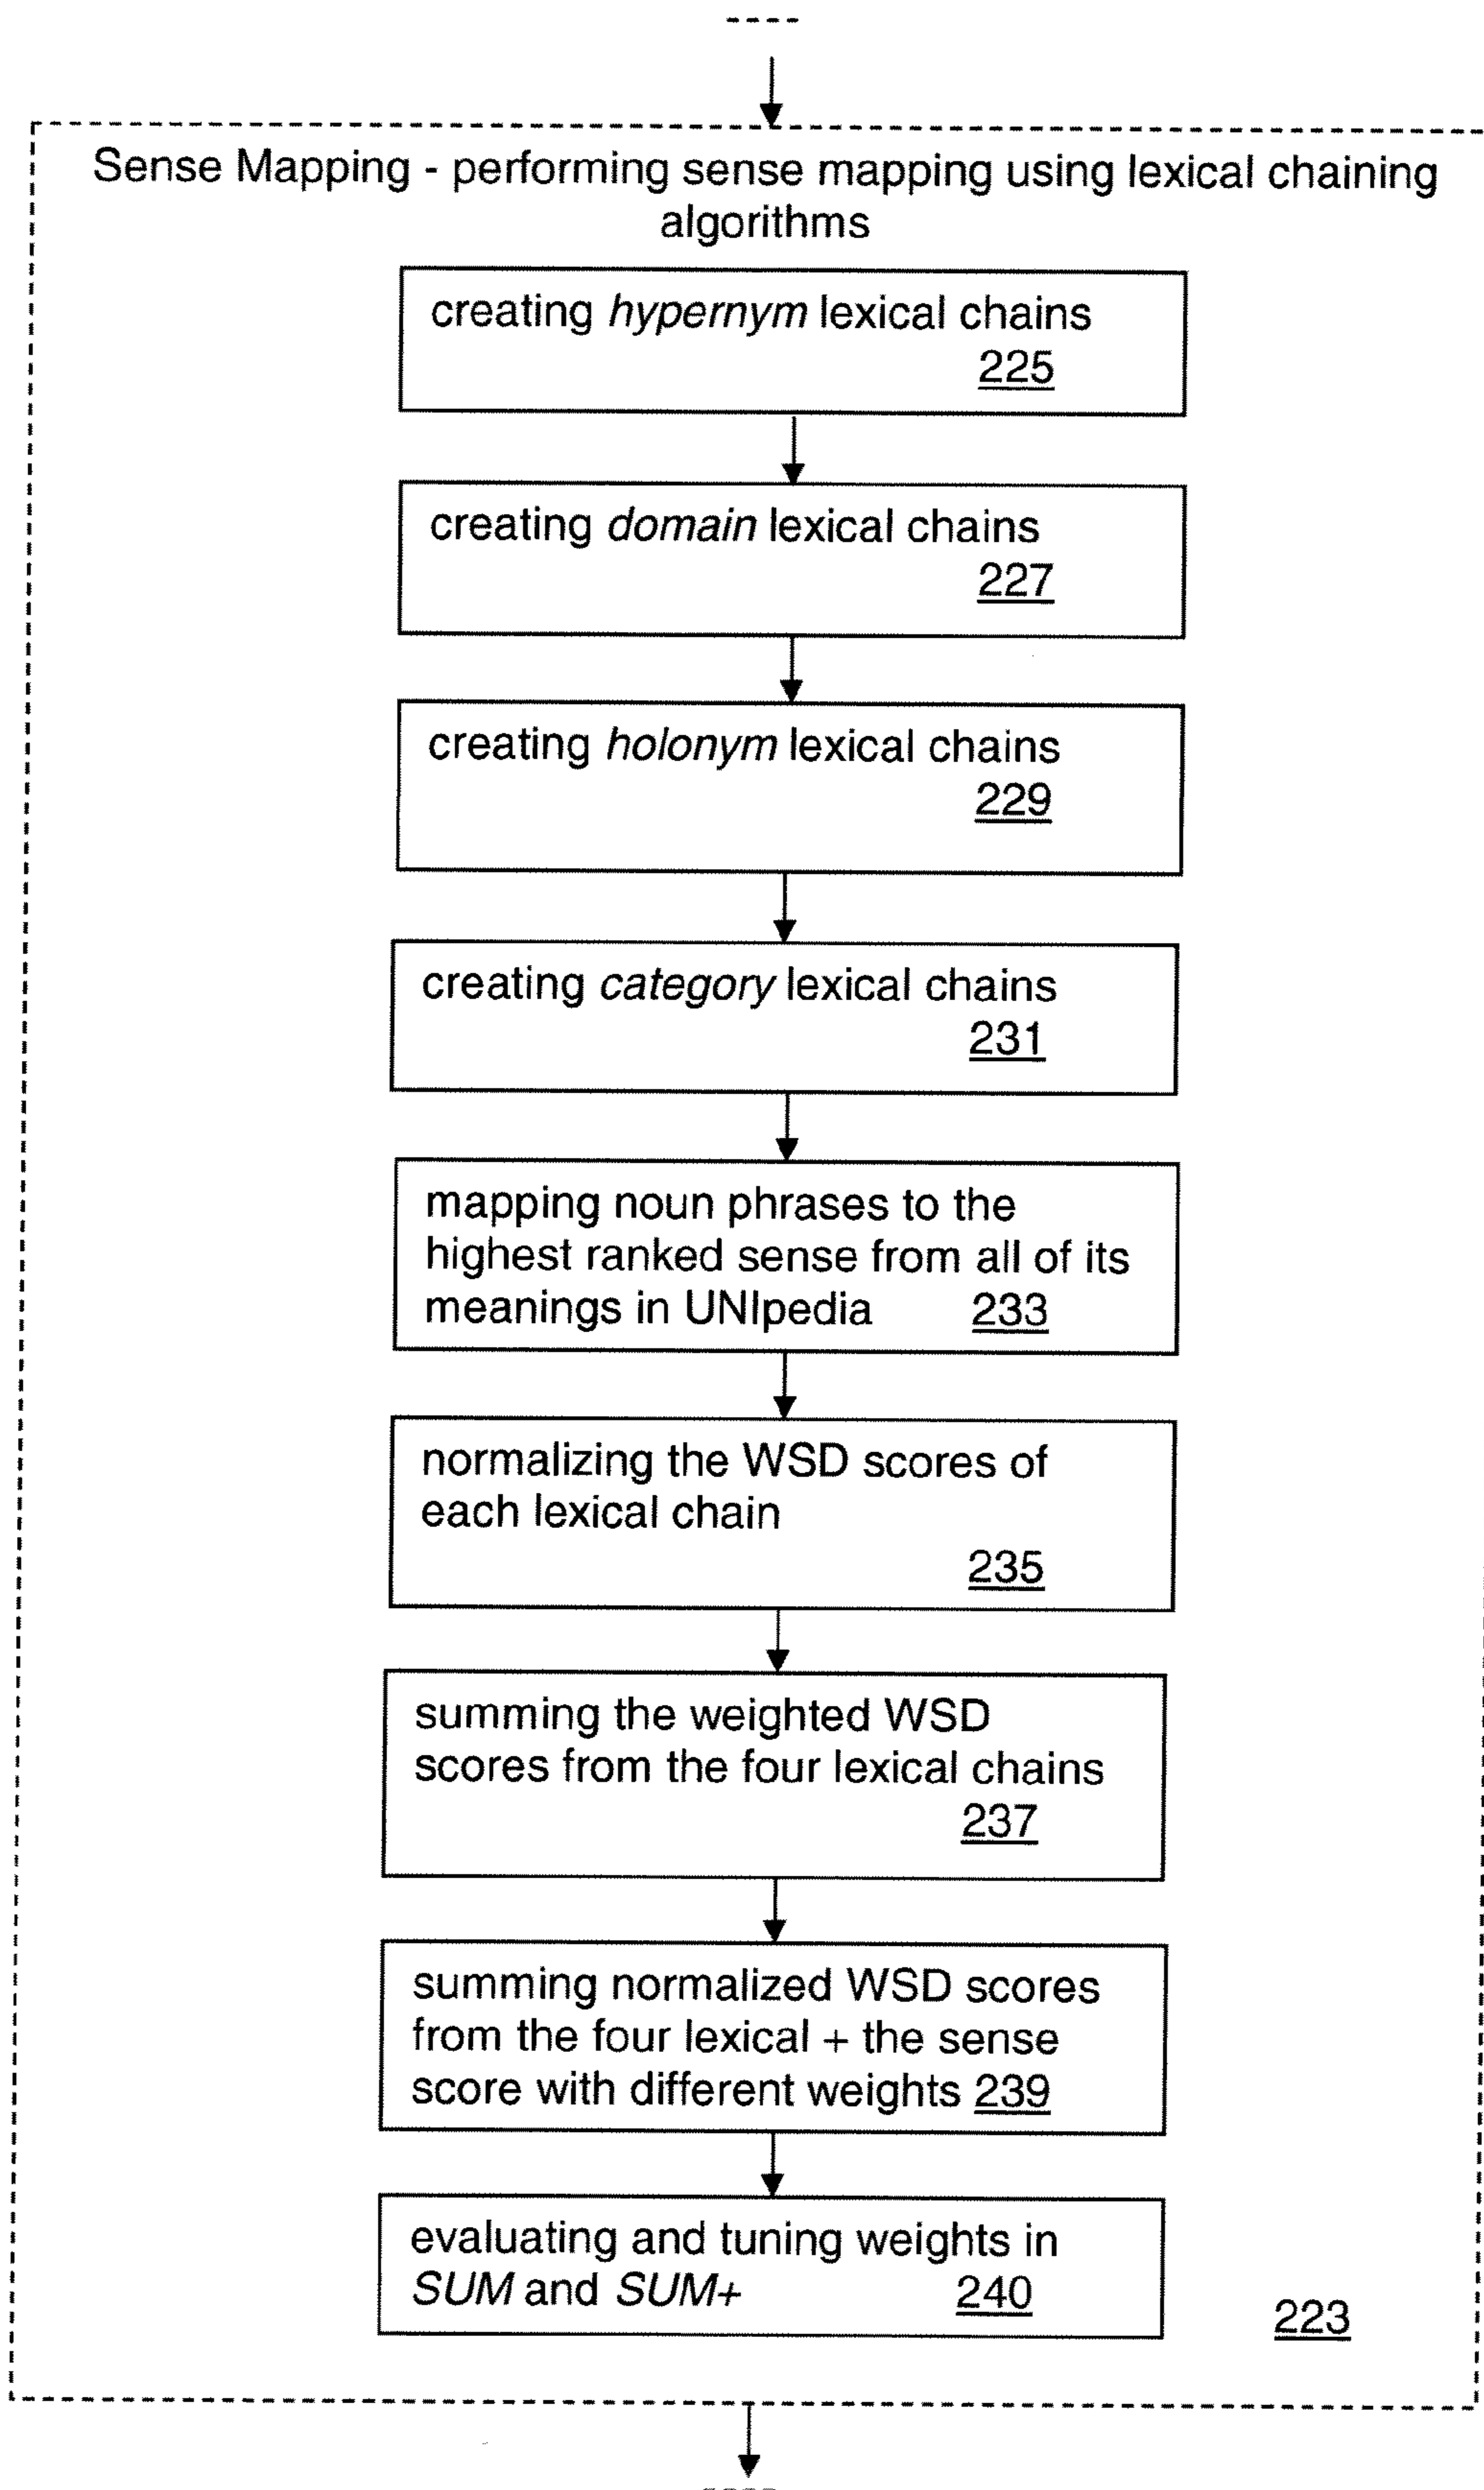 Sense Mapping - performing sense mapping using lexical chaining
algorithms
creating hypernym lexical chains
225
creating domain lexical chains
227
creating holonym lexical chains
229
creating category lexical chains
231
mapping noun phrases to the
highest ranked sense from all of its
meanings in UNIpedia 233
normalizing the WSD scores of
each lexical chain
235
summing the weighted WSD
scores from the four lexical chains
237
summing normalized WSD scores
from the four lexical + the sense
score with different weights 239
evaluating and tuning weights in
SUM and SUM+ 240
223